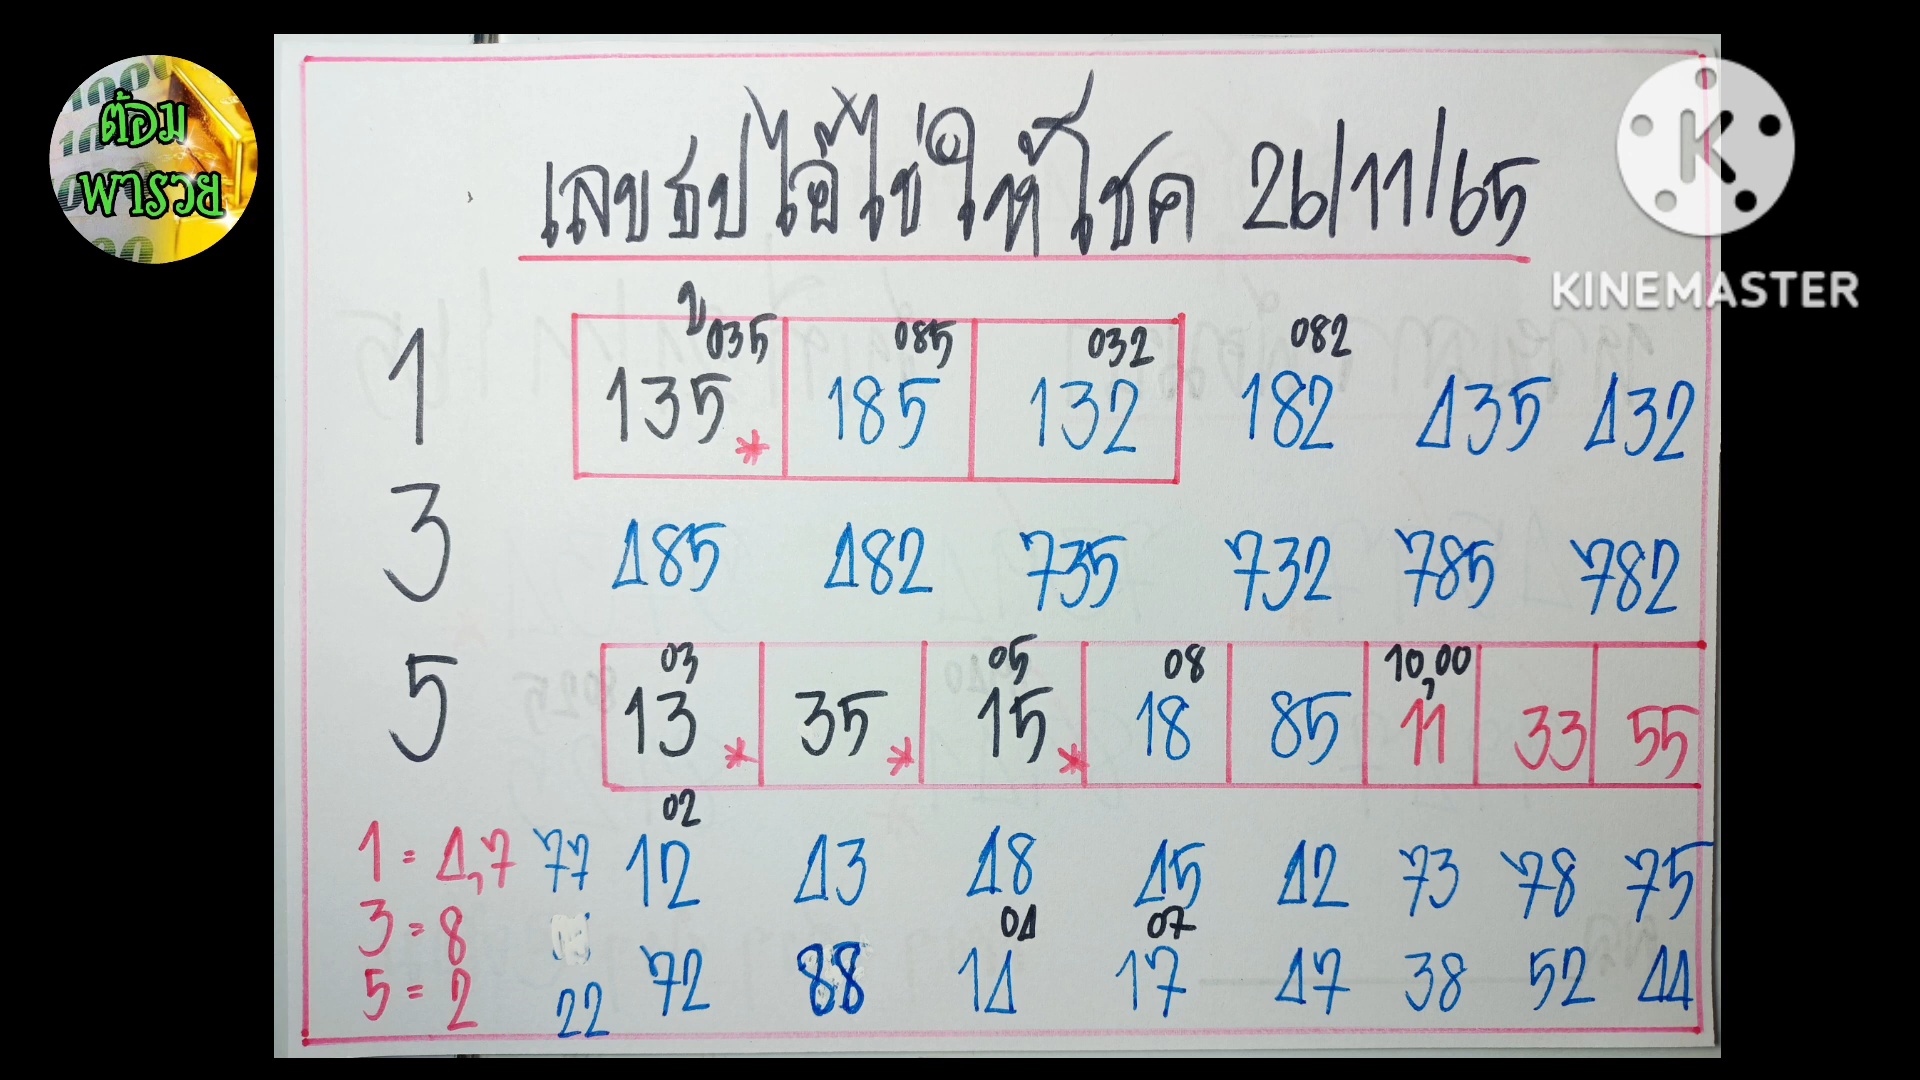 ต้อม
พารวย
เลขธูปไอ้ไข่ให้โชค 26/11/65
KINEMASTER
035 085 032 082
1 135* 185 132 182 435 432
3 485 482 735 732 785 782
03 05 08 10,00
5 13* 35* 15* 18 85 11 33 55
02
1 = 4,7 77 12 43 48 45 42 73 78 75
3 = 8 04 07
5 = 2 22 72 88 14 17 47 38 52 44